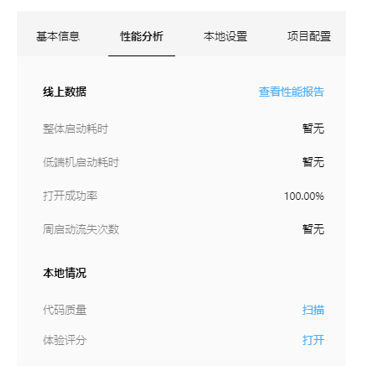 基本信息 性能分析 本地设置 项目配置
线上数据 查看性能报告
整体启动耗时 暂无
低端机启动耗时 暂无
打开成功率 100.00%
周启动流失次数 暂无
本地情况
代码质量 扫描
体验评分 打开